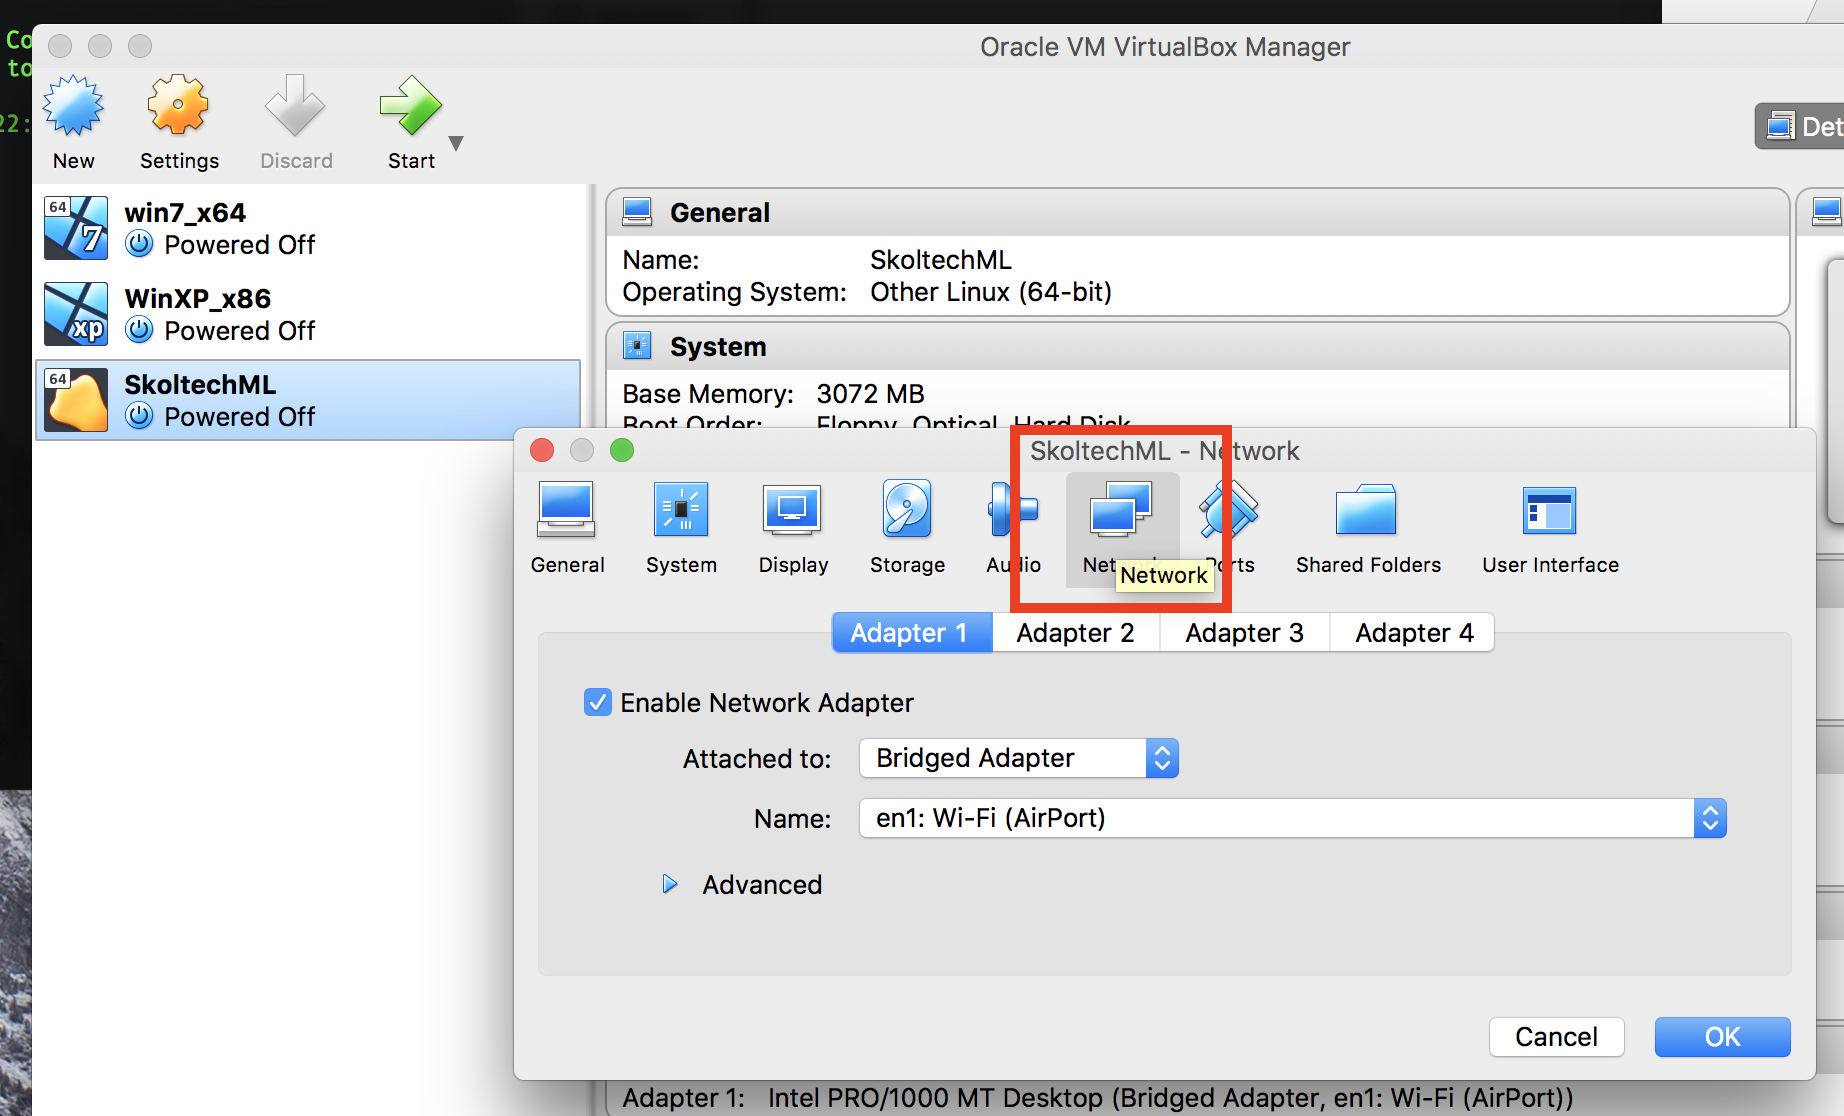 Co
to
22:
Oracle VM VirtualBox Manager
New
Settings
Discard
Start
Det
64
7
win7_x64
Powered Off
xp
WinXP_x86
Powered Off
64
SkoltechML
Powered Off
General
Name: SkoltechML
Operating System: Other Linux (64-bit)
System
Base Memory: 3072 MB
Boot Order: Floppy, Optical, Hard Disk
SkoltechML - Network
General
System
Display
Storage
Audio
Network
Ports
Shared Folders
User Interface
Network
Adapter 1
Adapter 2
Adapter 3
Adapter 4
Enable Network Adapter
Attached to: Bridged Adapter
Name: en1: Wi-Fi (AirPort)
Advanced
Cancel
OK
Adapter 1: Intel PRO/1000 MT Desktop (Bridged Adapter, en1: Wi-Fi (AirPort))